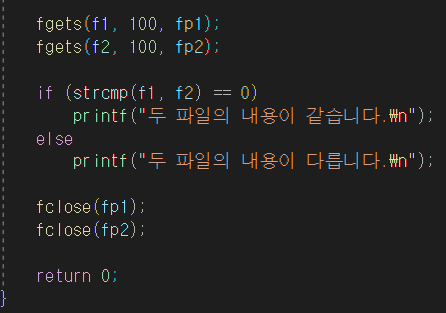 fgets(f1, 100, fp1);
fgets(f2, 100, fp2);
if (strcmp(f1, f2) == 0)
printf("두 파일의 내용이 같습니다.₩n");
else
printf("두 파일의 내용이 다릅니다.₩n");
fclose(fp1);
fclose(fp2);
return 0;
}